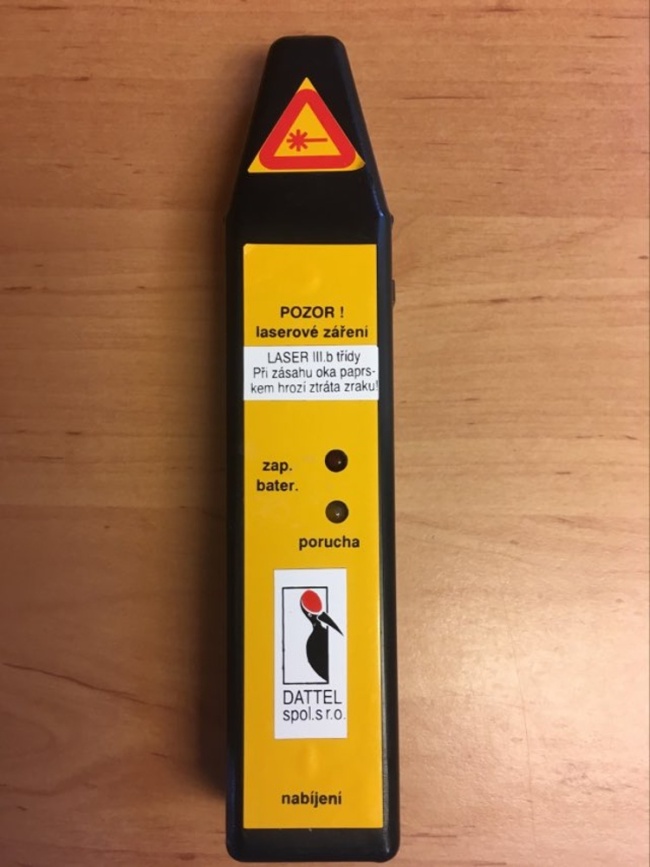 POZOR !
laserové záření
LASER III.b třídy
Při zásahu oka paprs-
kem hrozí ztráta zraku!
zap.
bater.
porucha
DATTEL
spol.s r.o.
nabíjení